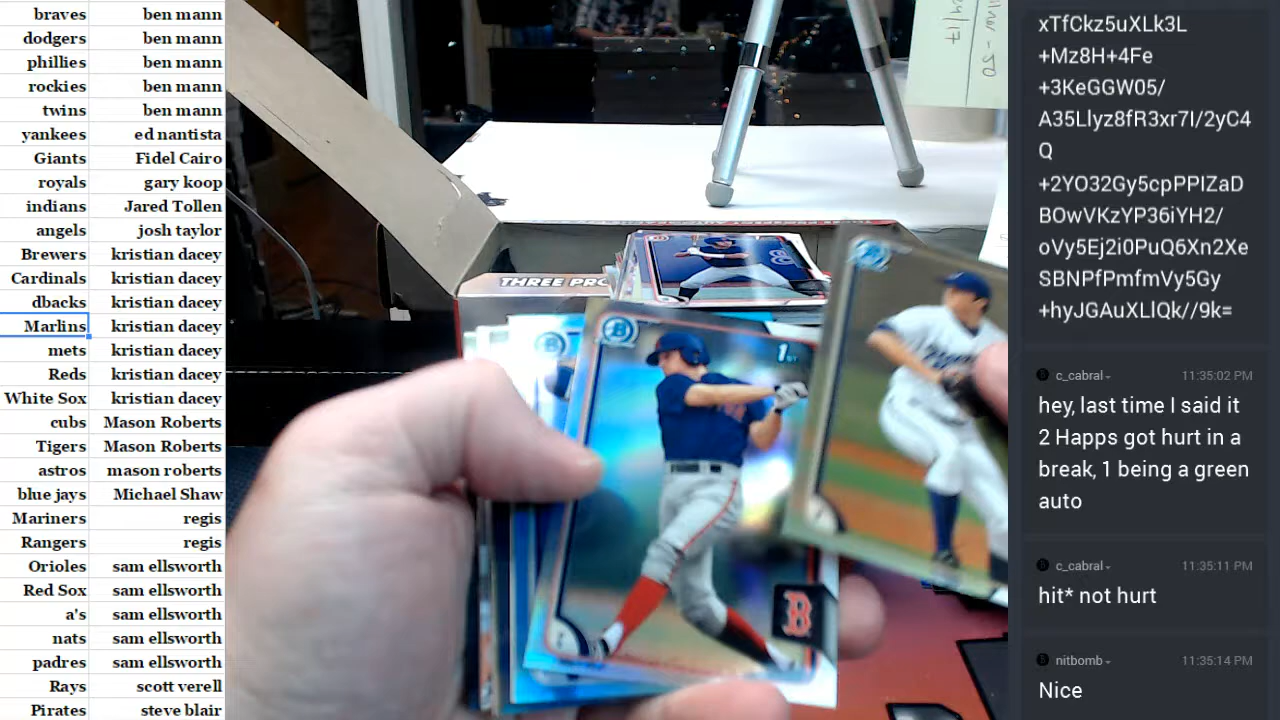 braves ben mann
dodgers ben mann
phillies ben mann
rockies ben mann
twins ben mann
yankees ed nantista
Giants Fidel Cairo
royals gary koop
indians Jared Tollen
angels josh taylor
Brewers kristian dacey
Cardinals kristian dacey
dbacks kristian dacey
Marlins kristian dacey
mets kristian dacey
Reds kristian dacey
White Sox kristian dacey
cubs Mason Roberts
Tigers Mason Roberts
astros mason roberts
blue jays Michael Shaw
Mariners regis
Rangers regis
Orioles sam ellsworth
Red Sox sam ellsworth
a's sam ellsworth
nats sam ellsworth
padres sam ellsworth
Rays scott verell
Pirates steve blair
THREE PRO
B
1st
B
xTfCkz5uXLk3L
+Mz8H+4Fe
+3KeGGW05/
A35Llyz8fR3xr7I/2yC4
Q
+2YO32Gy5cpPPIZaD
BOwVKzYP36iYH2/
oVy5Ej2i0PuQ6Xn2Xe
SBNPfPmfmVy5Gy
+hyJGAuXLlQk//9k=
c_cabral 11:35:02 PM
hey, last time I said it
2 Happs got hurt in a
break, 1 being a green
auto
c_cabral 11:35:11 PM
hit* not hurt
nitbomb 11:35:14 PM
Nice